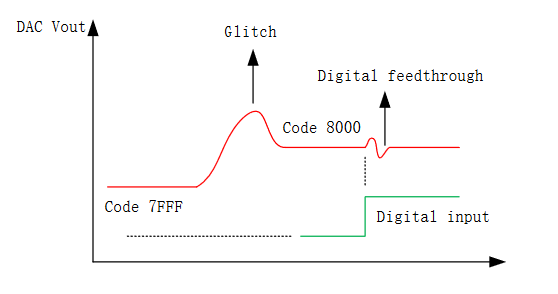 DAC Vout
Glitch
Digital feedthrough
Code 8000
Code 7FFF
Digital input